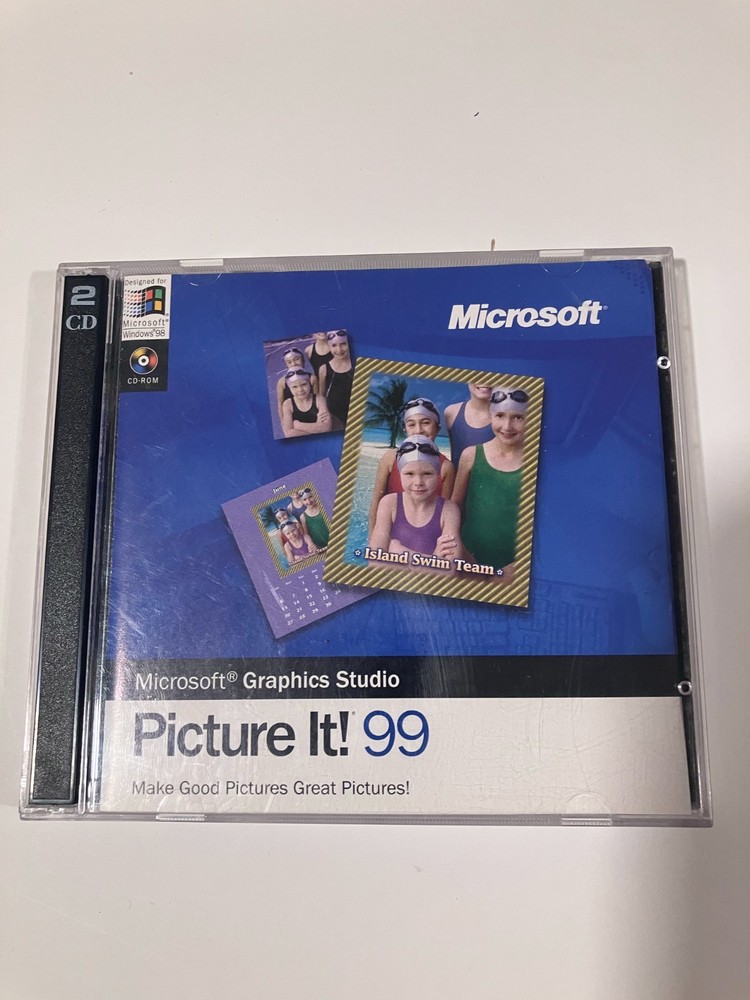 2
CD
Designed for
Microsoft®
Windows®98
CD-ROM
Microsoft®
June
Island Swim Team
Microsoft® Graphics Studio
Picture It!® 99
Make Good Pictures Great Pictures!